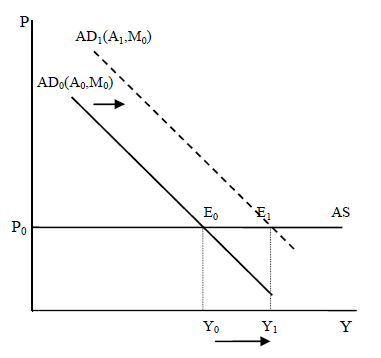 P
AD₁(A₁,M₀)
AD₀(A₀,M₀)
E₀ E₁ AS
P₀
Y₀ Y₁ Y